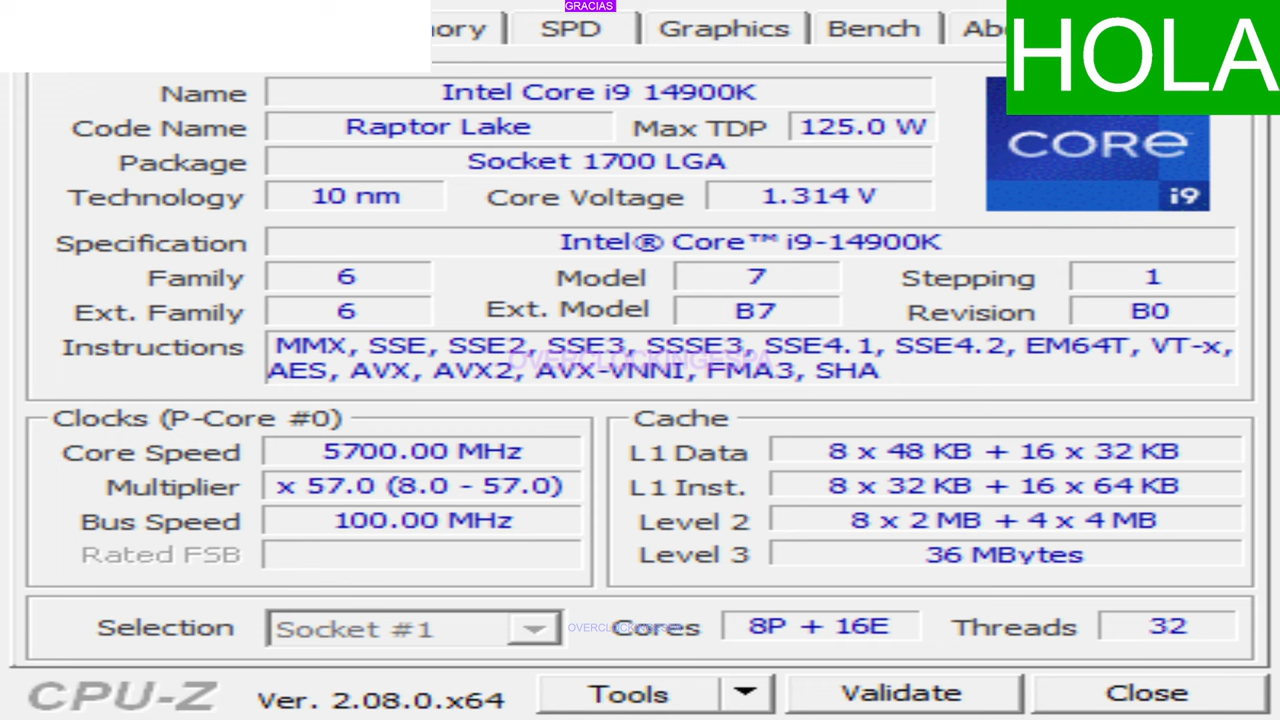 GRACIAS
ory SPD Graphics Bench Ab
HOLA
Name Intel Core i9 14900K
Code Name Raptor Lake Max TDP 125.0 W
Package Socket 1700 LGA
Technology 10 nm Core Voltage 1.314 V
CORE
i9
Specification Intel® Core™ i9-14900K
Family 6 Model 7 Stepping 1
Ext. Family 6 Ext. Model B7 Revision B0
Instructions MMX, SSE, SSE2, SSE3, SSSE3, SSE4.1, SSE4.2, EM64T, VT-x,
AES, AVX, AVX2, AVX-VNNI, FMA3, SHA
OVERCLOCKINGESPA
Clocks (P-Core #0) Cache
Core Speed 5700.00 MHz L1 Data 8 x 48 KB + 16 x 32 KB
Multiplier x 57.0 (8.0 - 57.0) L1 Inst. 8 x 32 KB + 16 x 64 KB
Bus Speed 100.00 MHz Level 2 8 x 2 MB + 4 x 4 MB
Rated FSB Level 3 36 MBytes
Selection Socket #1 OVERCLOCKINGESPA Cores 8P + 16E Threads 32
CPU-Z Ver. 2.08.0.x64 Tools Validate Close